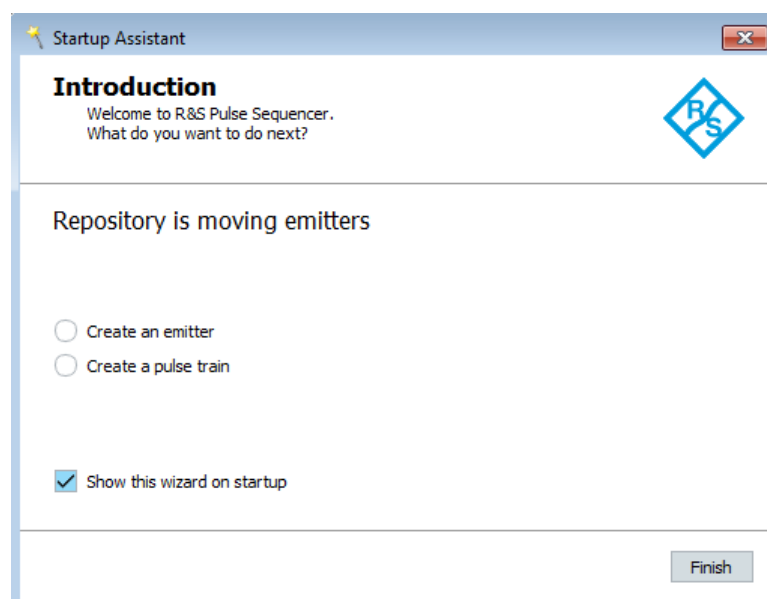 Startup Assistant
Introduction
Welcome to R&S Pulse Sequencer.
What do you want to do next?
R&S
Repository is moving emitters
Create an emitter
Create a pulse train
Show this wizard on startup
Finish